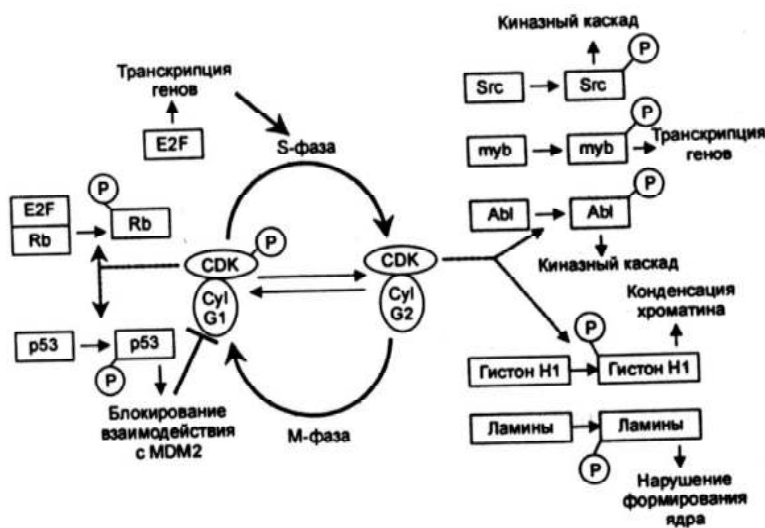 Киназный каскад
P
Src
Src
Транскрипция
генов
E2F
S-фаза
P
myb
myb
Транскрипция
генов
P
E2F
Rb
Rb
P
Abl
Abl
Киназный каскад
CDK
P
Cyl
G1
CDK
Cyl
G2
p53
p53
P
Блокирование
взаимодействия
с MDM2
М-фаза
Конденсация
хроматина
P
Гистон H1
Гистон H1
Ламины
Ламины
P
Нарушение
формирования
ядра